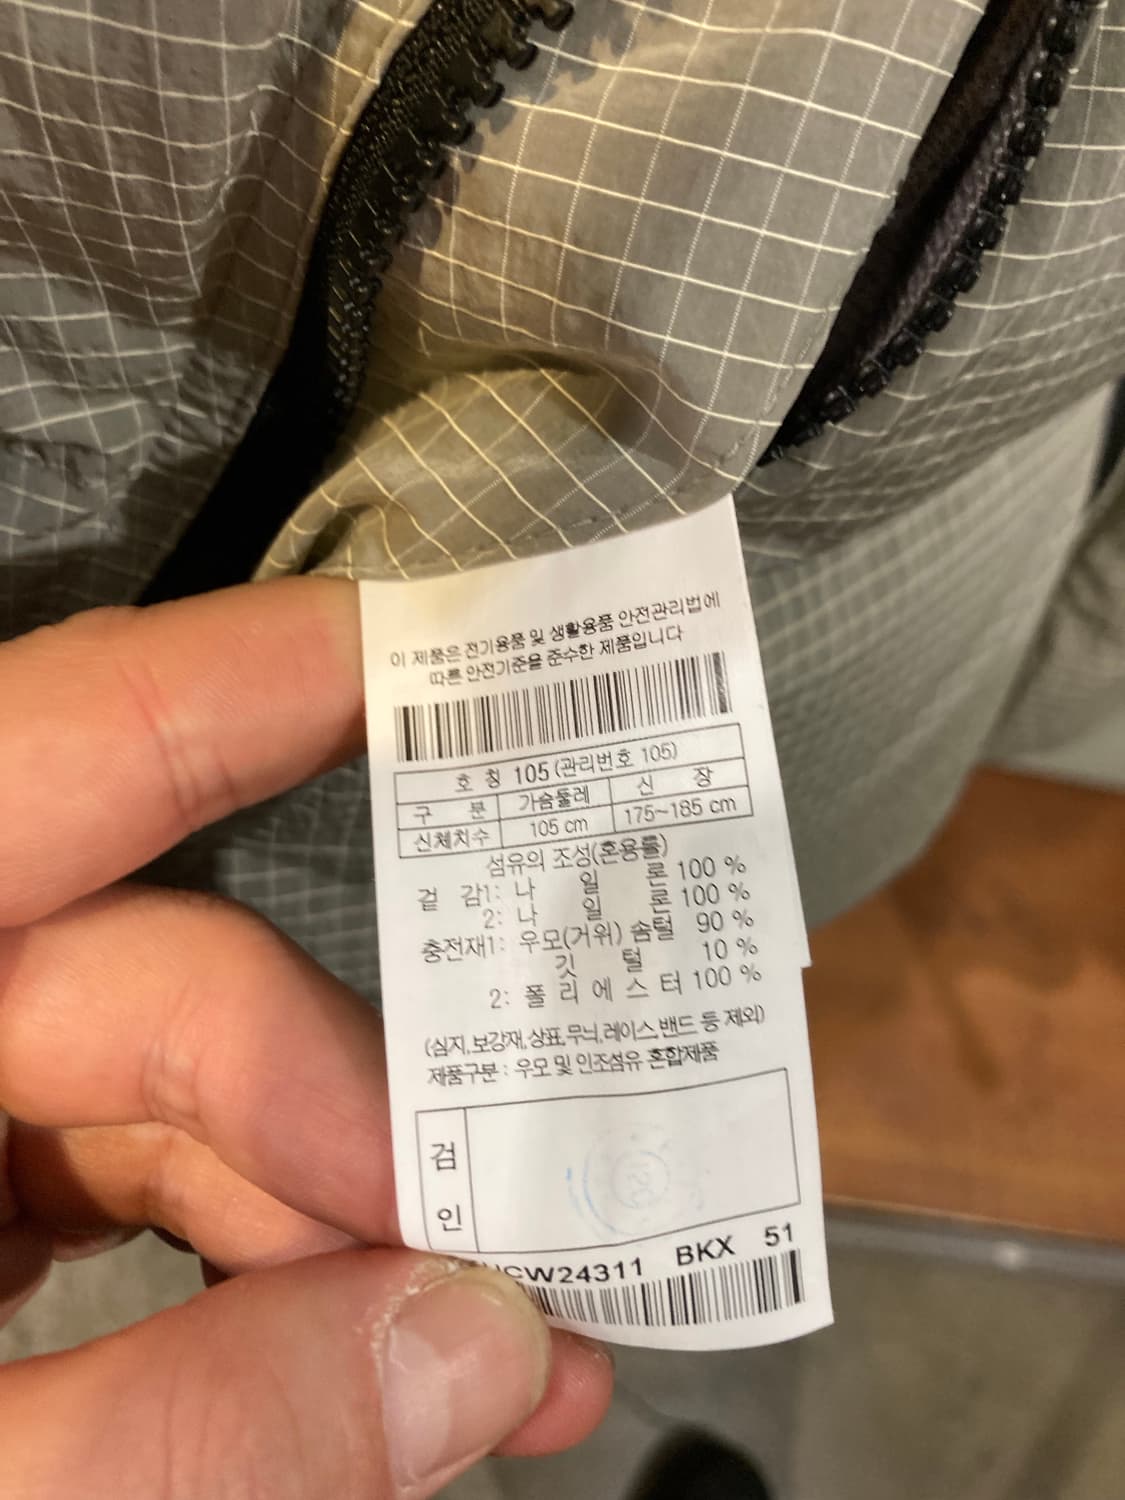 이 제품은 전기용품 및 생활용품 안전관리법에
따른 안전기준을 준수한 제품입니다
호 칭 105 (관리번호 105)
구 분 가슴둘레 신 장
신체치수 105 cm 175~185 cm
섬유의 조성(혼용률)
겉 감1: 나 일 론 100 %
2: 나 일 론 100 %
충전재1: 우모(거위) 솜털 90 %
깃 털 10 %
2: 폴 리 에 스 터 100 %
(심지,보강재,상표,무늬,레이스,밴드 등 제외)
제품구분 : 우모 및 인조섬유 혼합제품
검
인
CW24311 BKX 51